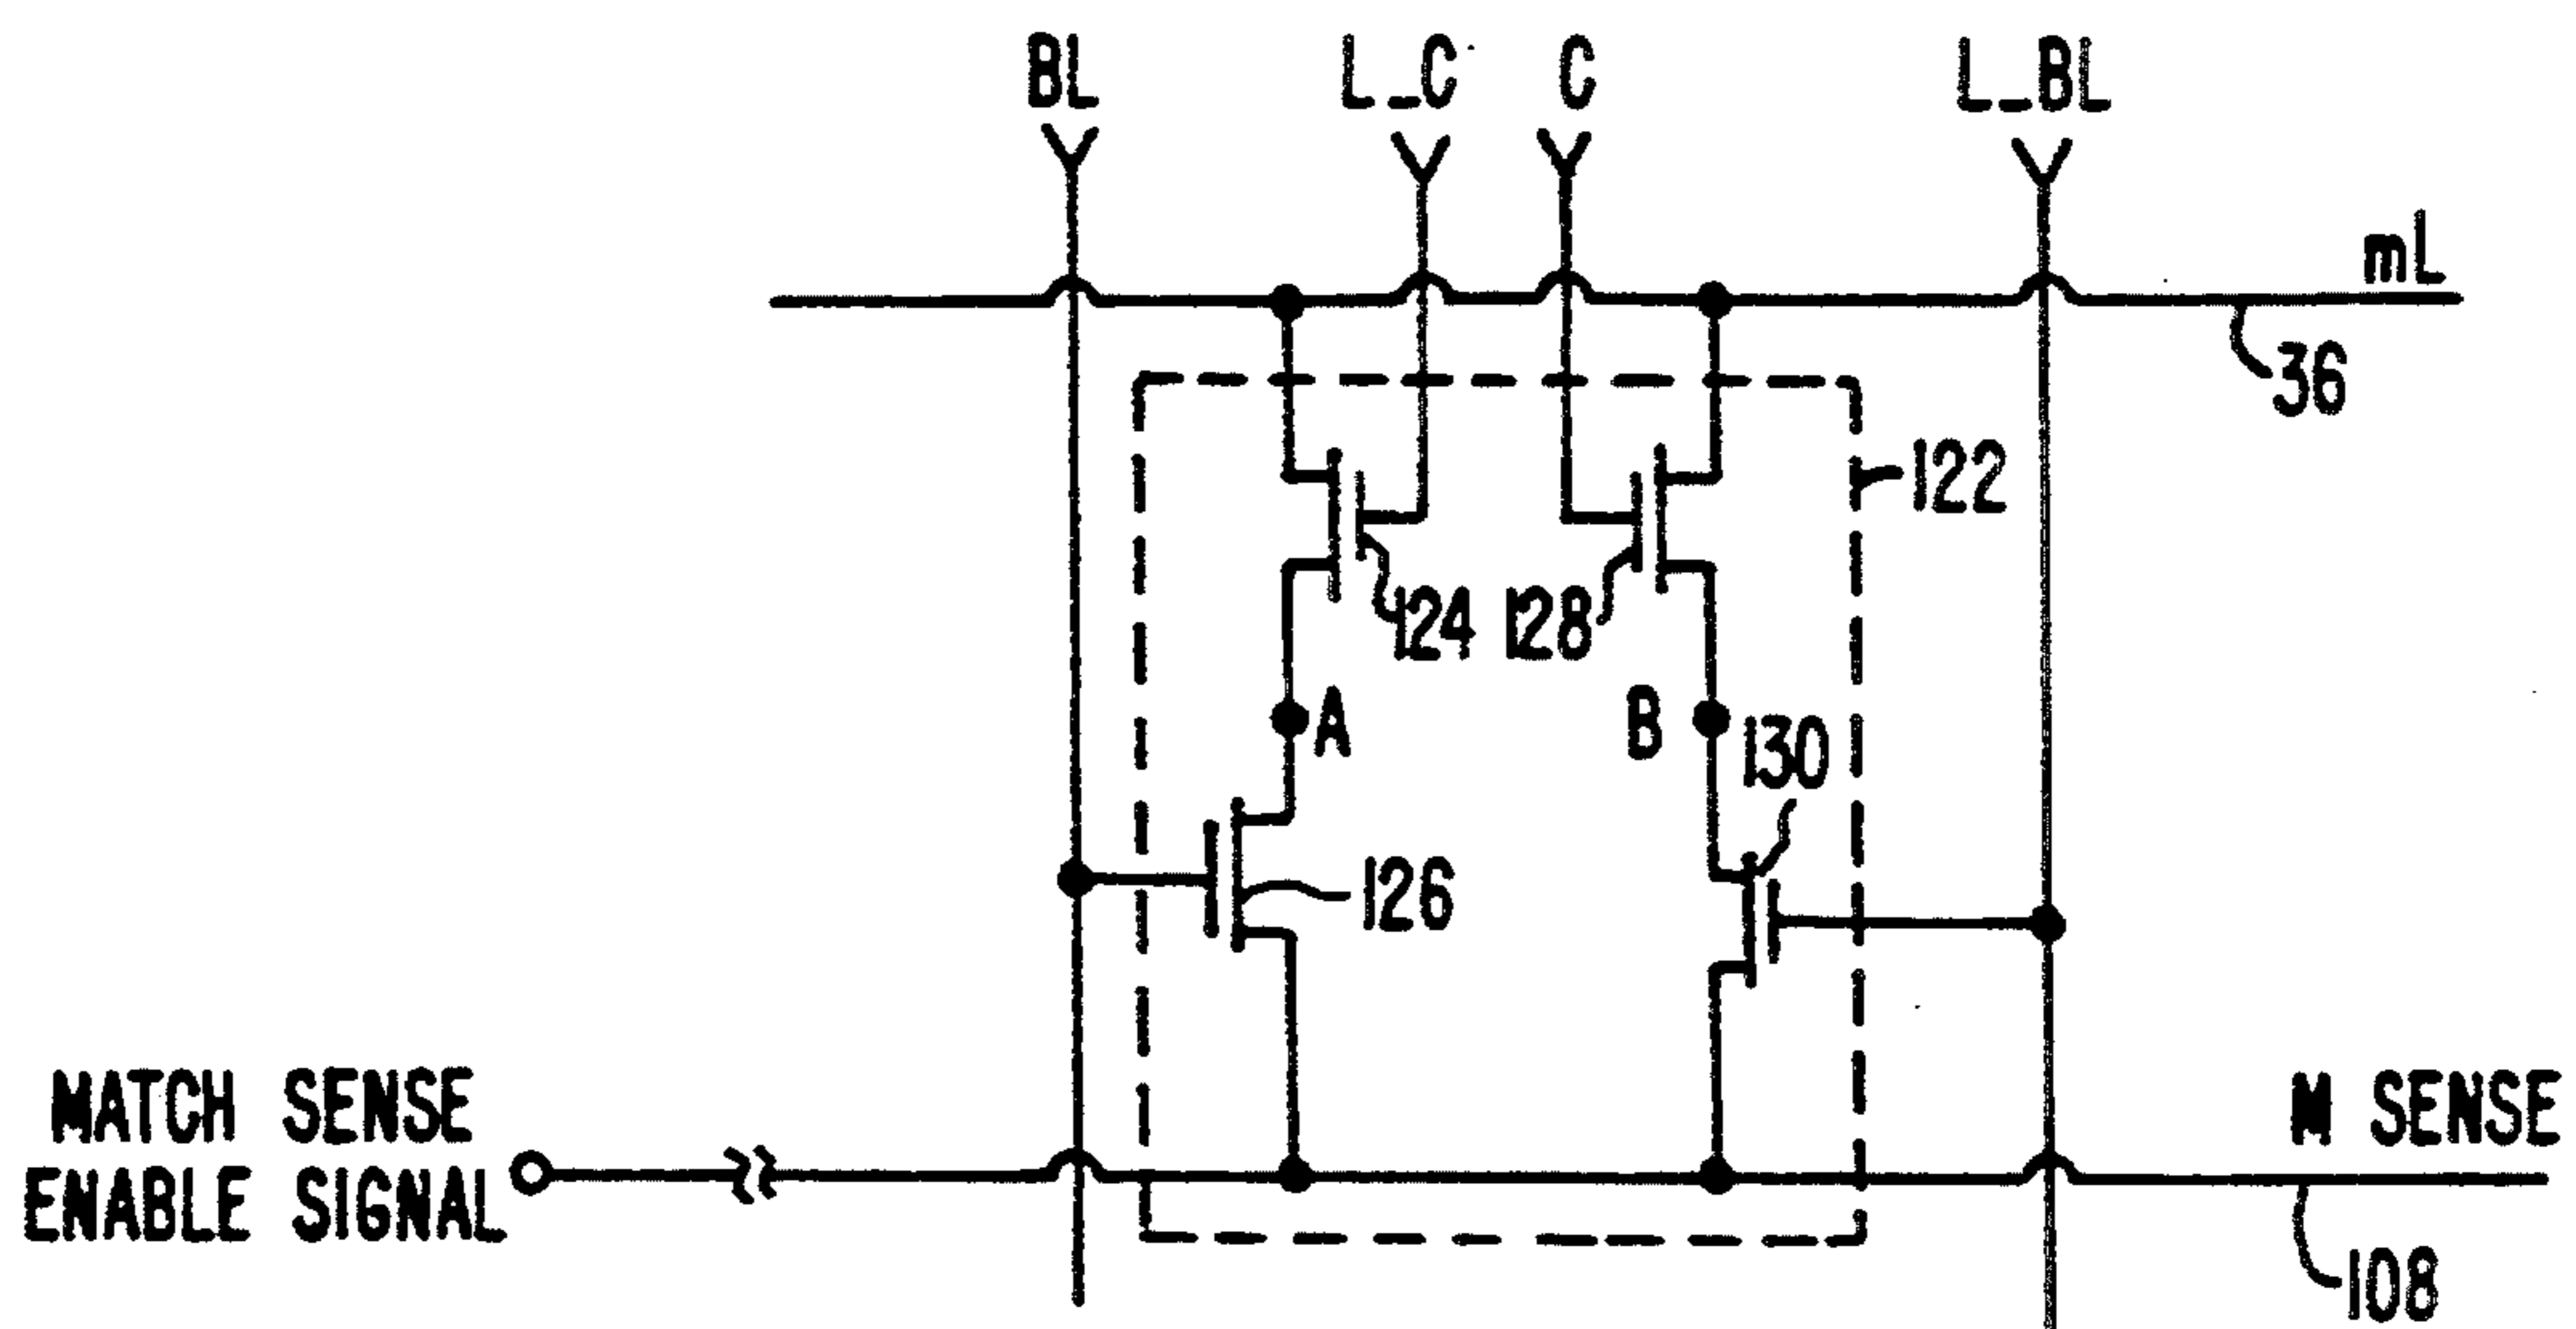 BL L_C C L_BL
mL
36
122
124 128
A B 130
126
MATCH SENSE
ENABLE SIGNAL
M SENSE
108